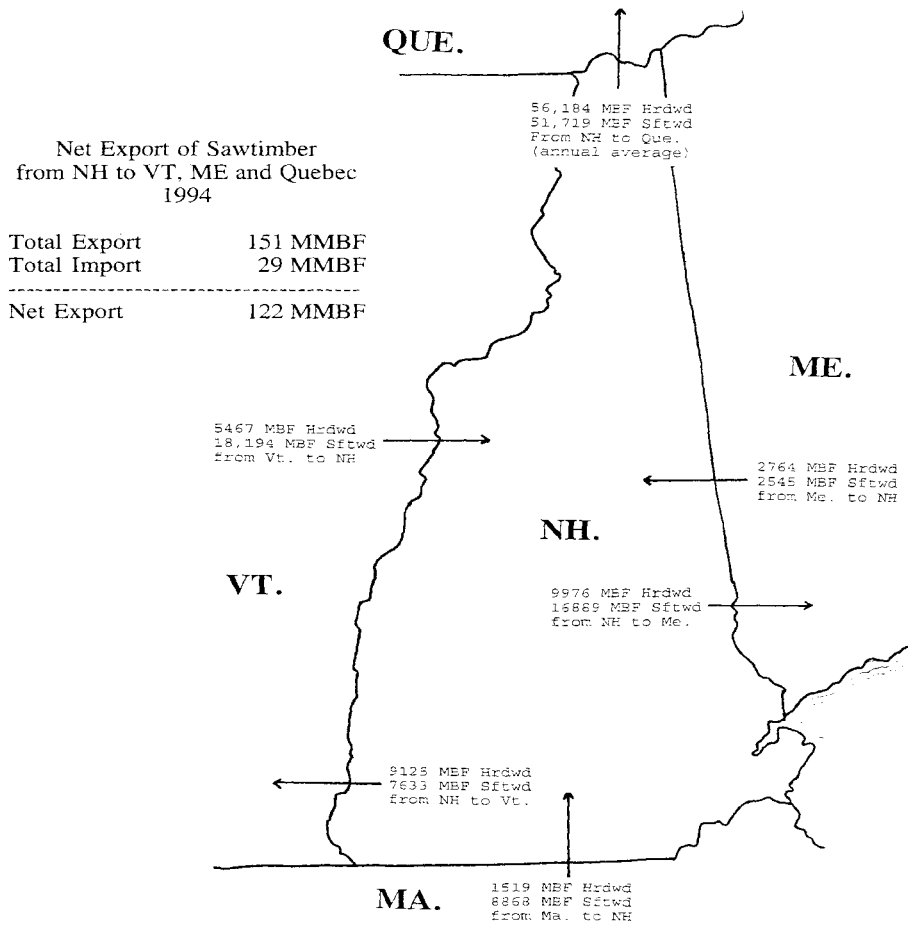 QUE.
56,184 MBF Hrdwd
51,719 MBF Sftwd
From NH to Que.
(annual average)
Net Export of Sawtimber
from NH to VT, ME and Quebec
1994
Total Export 151 MMBF
Total Import 29 MMBF
Net Export 122 MMBF
ME.
5467 MBF Hrdwd
18,194 MBF Sftwd
from Vt. to NH
2764 MBF Hrdwd
2545 MBF Sftwd
from Me. to NH
NH.
VT.
9976 MBF Hrdwd
16889 MBF Sftwd
from NH to Me.
9125 MBF Hrdwd
7633 MBF Sftwd
from NH to Vt.
MA.
1519 MBF Hrdwd
8868 MBF Sftwd
from Ma. to NH